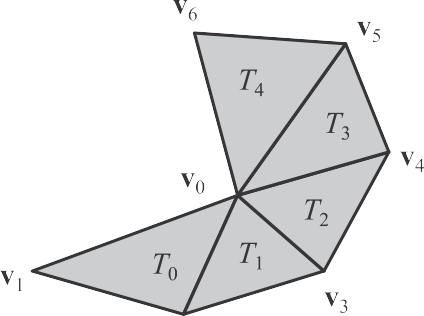 v₆
v₅
T₄
T₃
v₄
v₀
T₂
T₁
T₀
v₁
v₃